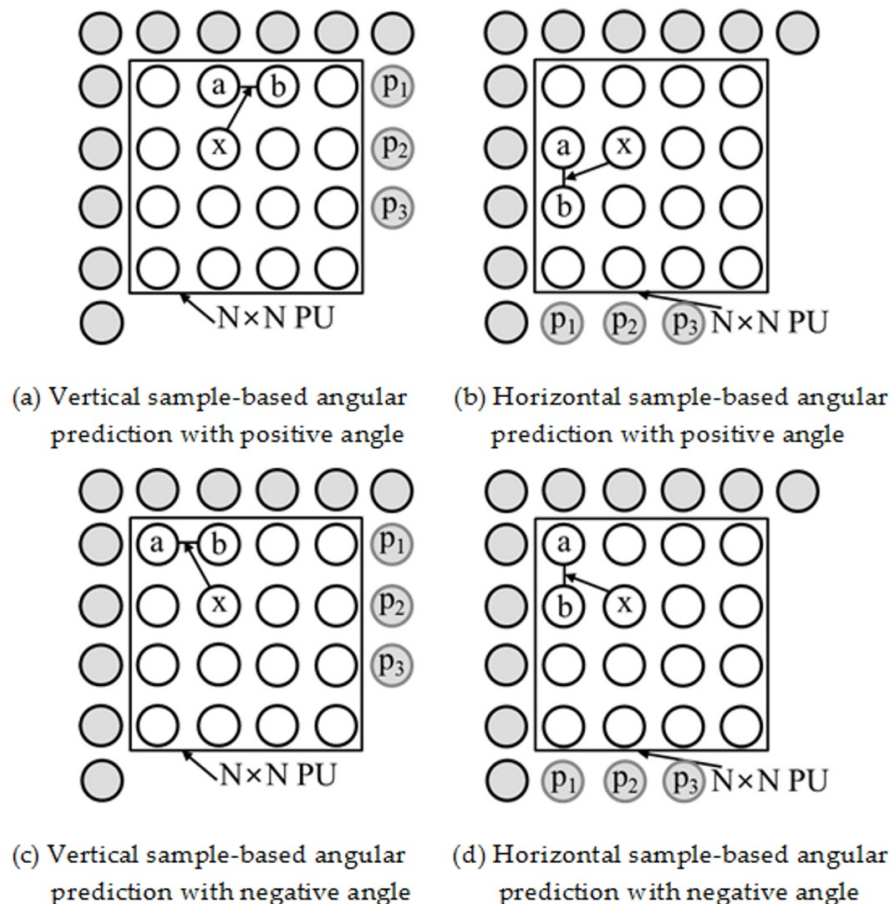 a b p1
x p2
p3
N×N PU
a x
b
p1 p2 p3 N×N PU
(a) Vertical sample-based angular
prediction with positive angle
(b) Horizontal sample-based angular
prediction with positive angle
a b p1
x p2
p3
N×N PU
a
b x
p1 p2 p3 N×N PU
(c) Vertical sample-based angular
prediction with negative angle
(d) Horizontal sample-based angular
prediction with negative angle